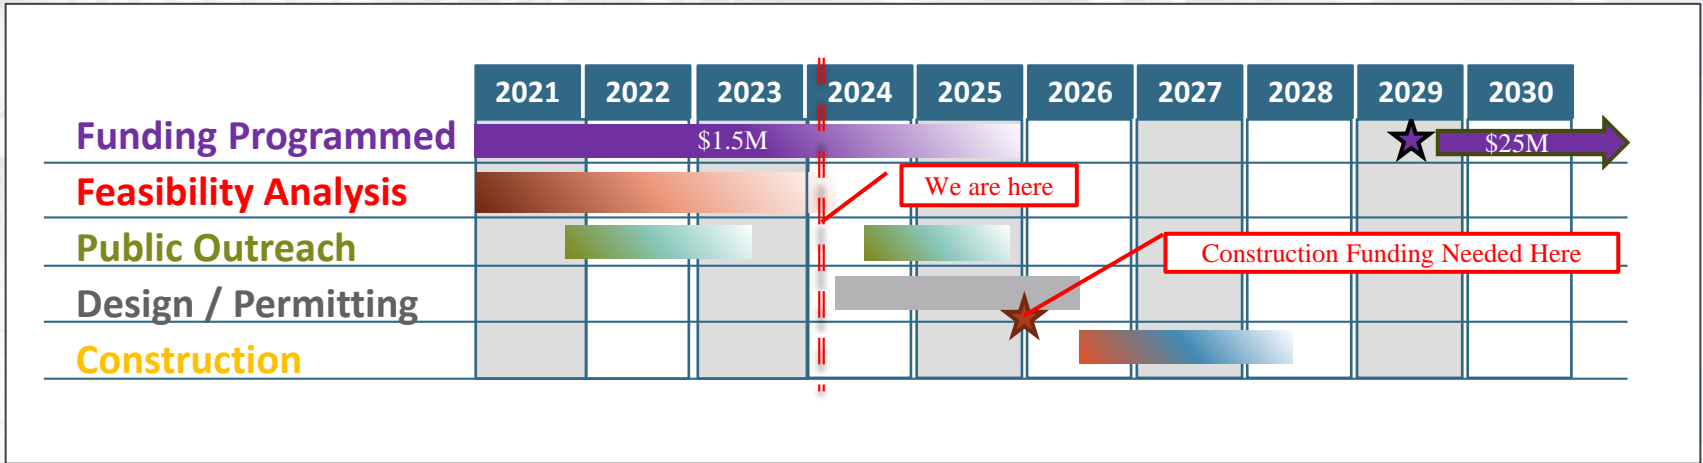 2021 2022 2023 2024 2025 2026 2027 2028 2029 2030
Funding Programmed $1.5M $25M
Feasibility Analysis We are here
Public Outreach Construction Funding Needed Here
Design / Permitting
Construction